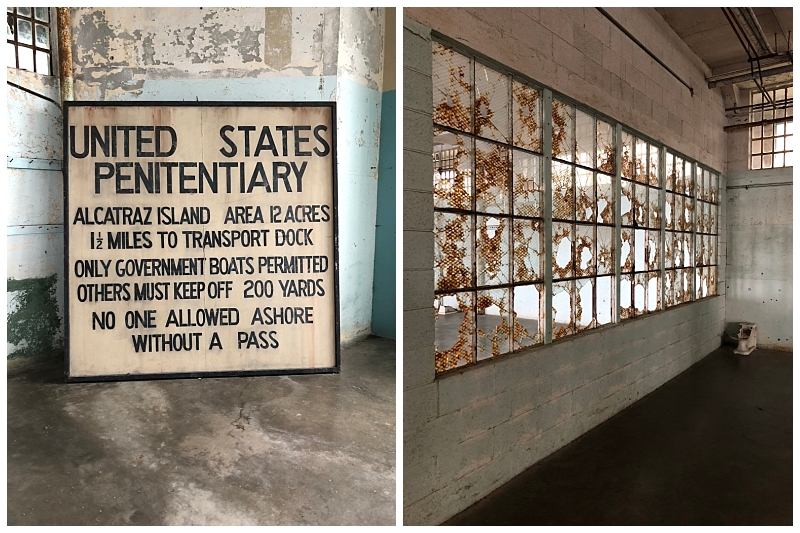 UNITED STATES
PENITENTIARY
ALCATRAZ ISLAND AREA 12 ACRES
1½ MILES TO TRANSPORT DOCK
ONLY GOVERNMENT BOATS PERMITTED
OTHERS MUST KEEP OFF 200 YARDS
NO ONE ALLOWED ASHORE
WITHOUT A PASS